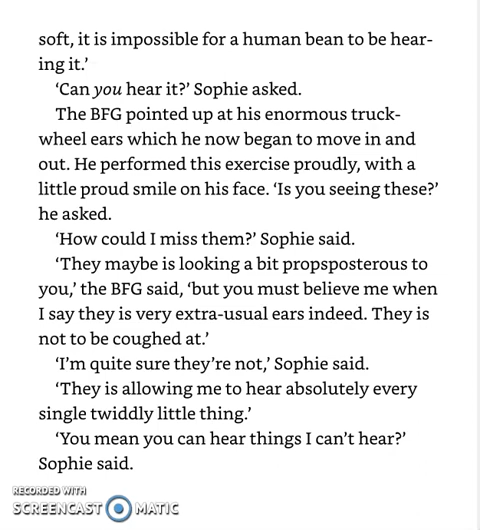 soft, it is impossible for a human bean to be hear-
ing it.’
‘Can you hear it?’ Sophie asked.
The BFG pointed up at his enormous truck-
wheel ears which he now began to move in and
out. He performed this exercise proudly, with a
little proud smile on his face. ‘Is you seeing these?’
he asked.
‘How could I miss them?’ Sophie said.
‘They maybe is looking a bit propsposterous to
you,’ the BFG said, ‘but you must believe me when
I say they is very extra-usual ears indeed. They is
not to be coughed at.’
‘I’m quite sure they’re not,’ Sophie said.
‘They is allowing me to hear absolutely every
single twiddly little thing.’
‘You mean you can hear things I can’t hear?’
Sophie said.
RECORDED WITH
SCREENCAST MATIC